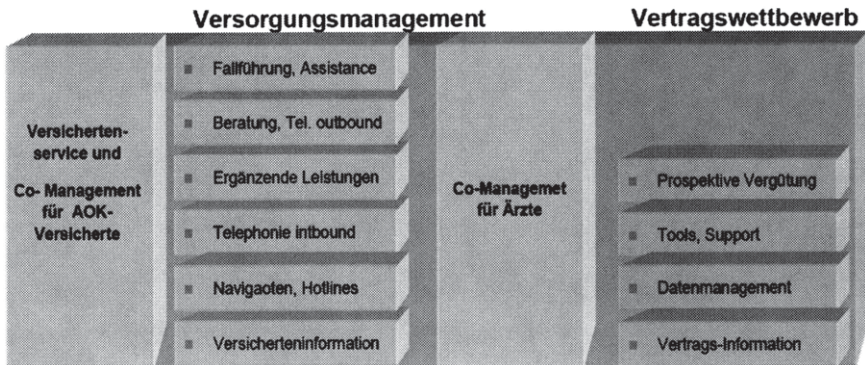 Versorgungsmanagement
Vertragswettbewerb
Versicherten-
service und
Co- Management
für AOK-
Versicherte
Fallführung, Assistance
Beratung, Tel. outbound
Ergänzende Leistungen
Telephonie intbound
Navigaoten, Hotlines
Versicherteninformation
Co-Managemet
für Ärzte
Prospektive Vergütung
Tools, Support
Datenmanagement
Vertrags-Information